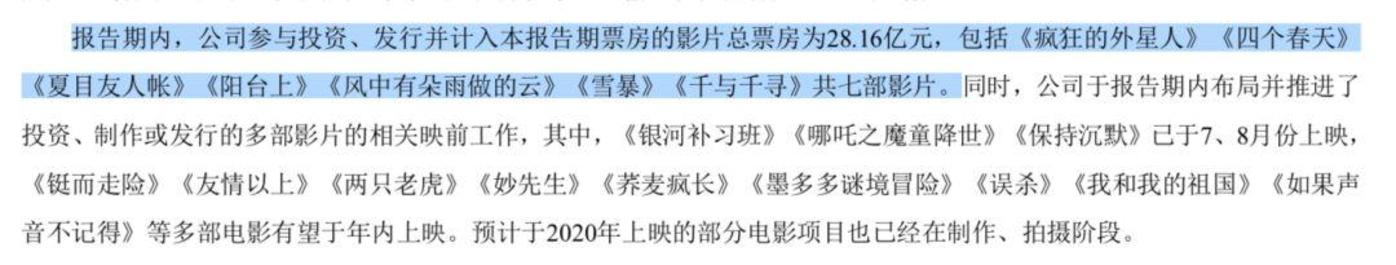 报告期内，公司参与投资、发行并计入本报告期票房的影片总票房为28.16亿元，包括《疯狂的外星人》《四个春天》
《夏目友人帐》《阳台上》《风中有朵雨做的云》《雪暴》《千与千寻》共七部影片。同时，公司于报告期内布局并推进了
投资、制作或发行的多部影片的相关映前工作，其中，《银河补习班》《哪吒之魔童降世》《保持沉默》已于7、8月份上映，
《铤而走险》《友情以上》《两只老虎》《妙先生》《荞麦疯长》《墨多多谜境冒险》《误杀》《我和我的祖国》《如果声
音不记得》等多部电影有望于年内上映。预计于2020年上映的部分电影项目也已经在制作、拍摄阶段。